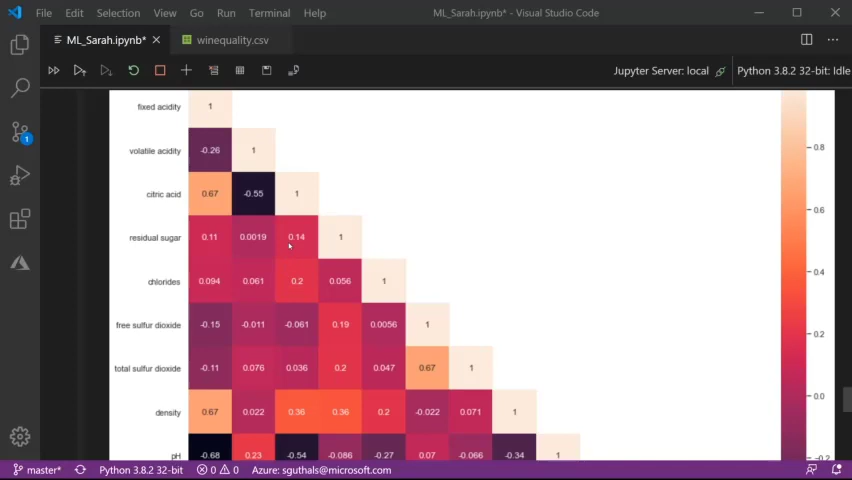 File Edit Selection View Go Run Terminal Help ML_Sarah.ipynb* - Visual Studio Code
ML_Sarah.ipynb* winequality.csv
Jupyter Server: local Python 3.8.2 32-bit: Idle
fixed acidity 1
volatile acidity -0.26 1 0.8
citric acid 0.67 -0.55 1 0.6
residual sugar 0.11 0.0019 0.14 1
chlorides 0.094 0.061 0.2 0.056 1 0.4
free sulfur dioxide -0.15 -0.011 -0.061 0.19 0.0056 1 0.2
total sulfur dioxide -0.11 0.076 0.036 0.2 0.047 0.67 1
density 0.67 0.022 0.36 0.36 0.2 -0.022 0.071 1 0.0
pH -0.68 0.23 -0.54 -0.086 -0.27 0.07 -0.066 -0.34 1 -0.2
1
master* Python 3.8.2 32-bit 0 0 Azure: sguthals@microsoft.com